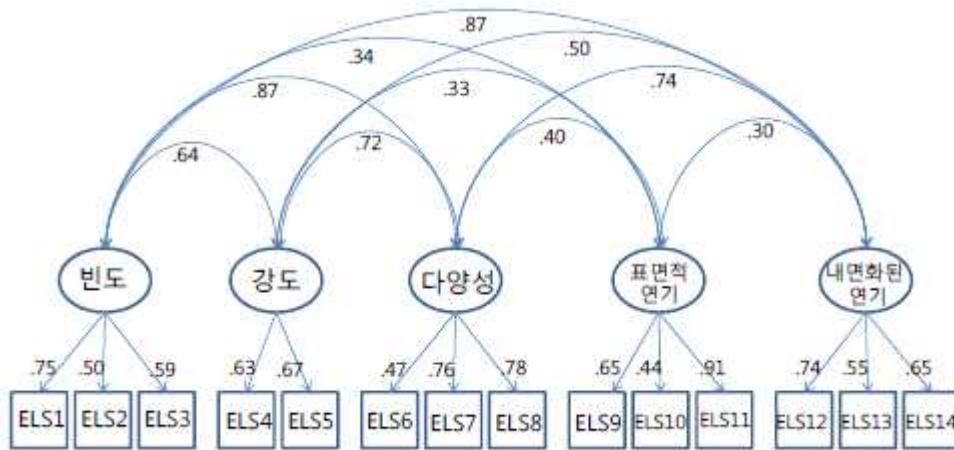 .87
.34
.50
.87
.33
.74
.64
.72
.40
.30
빈도
강도
다양성
표면적
연기
내면화된
연기
.75
.50
.59
.63
.67
.47
.76
.78
.65
.44
.91
.74
.55
.65
ELS1
ELS2
ELS3
ELS4
ELS5
ELS6
ELS7
ELS8
ELS9
ELS10
ELS11
ELS12
ELS13
ELS14